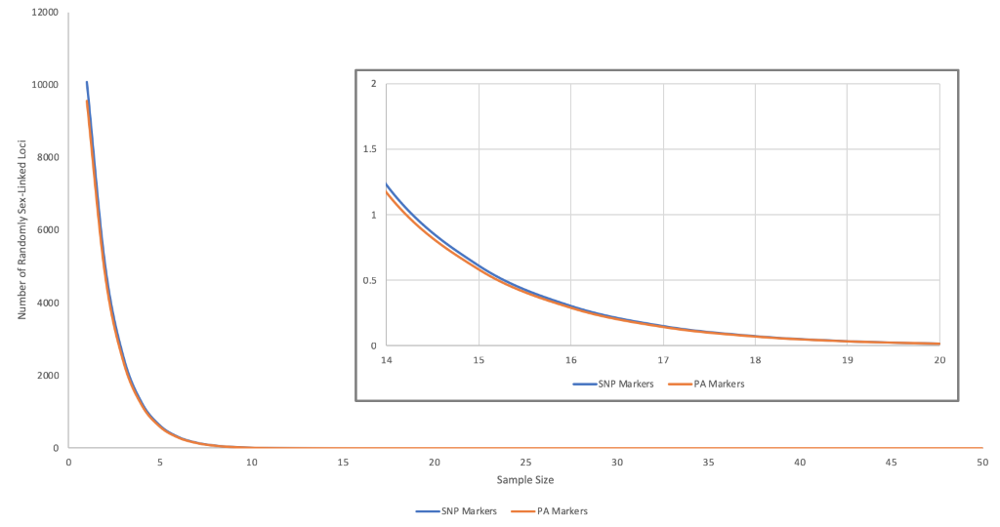 12000
10000
8000
6000
4000
2000
0
Number of Randomly Sex-Linked Loci
2
1.5
1
0.5
0
14 15 16 17 18 19 20
SNP Markers PA Markers
0 5 10 15 20 25 30 35 40 45 50
Sample Size
SNP Markers PA Markers